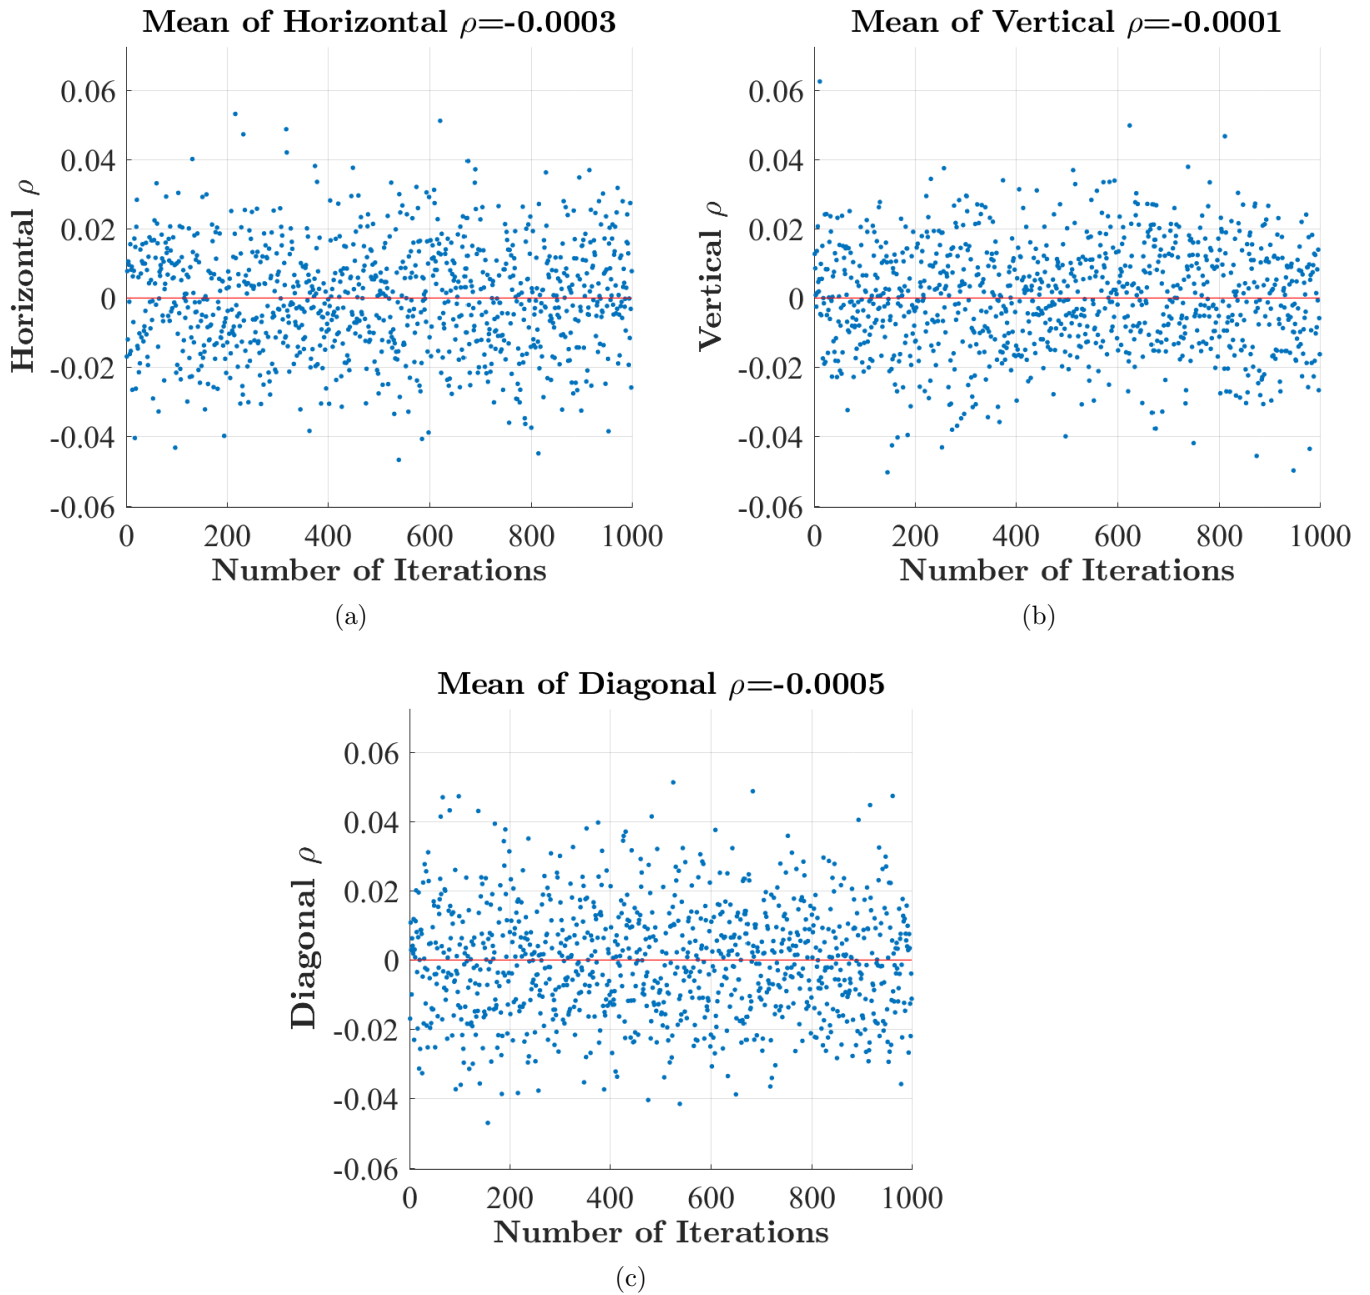 Mean of Horizontal ρ=-0.0003
0.06
0.04
0.02
0
-0.02
-0.04
-0.06
Horizontal ρ
0 200 400 600 800 1000
Number of Iterations
(a)
Mean of Vertical ρ=-0.0001
0.06
0.04
0.02
0
-0.02
-0.04
-0.06
Vertical ρ
0 200 400 600 800 1000
Number of Iterations
(b)
Mean of Diagonal ρ=-0.0005
0.06
0.04
0.02
0
-0.02
-0.04
-0.06
Diagonal ρ
0 200 400 600 800 1000
Number of Iterations
(c)